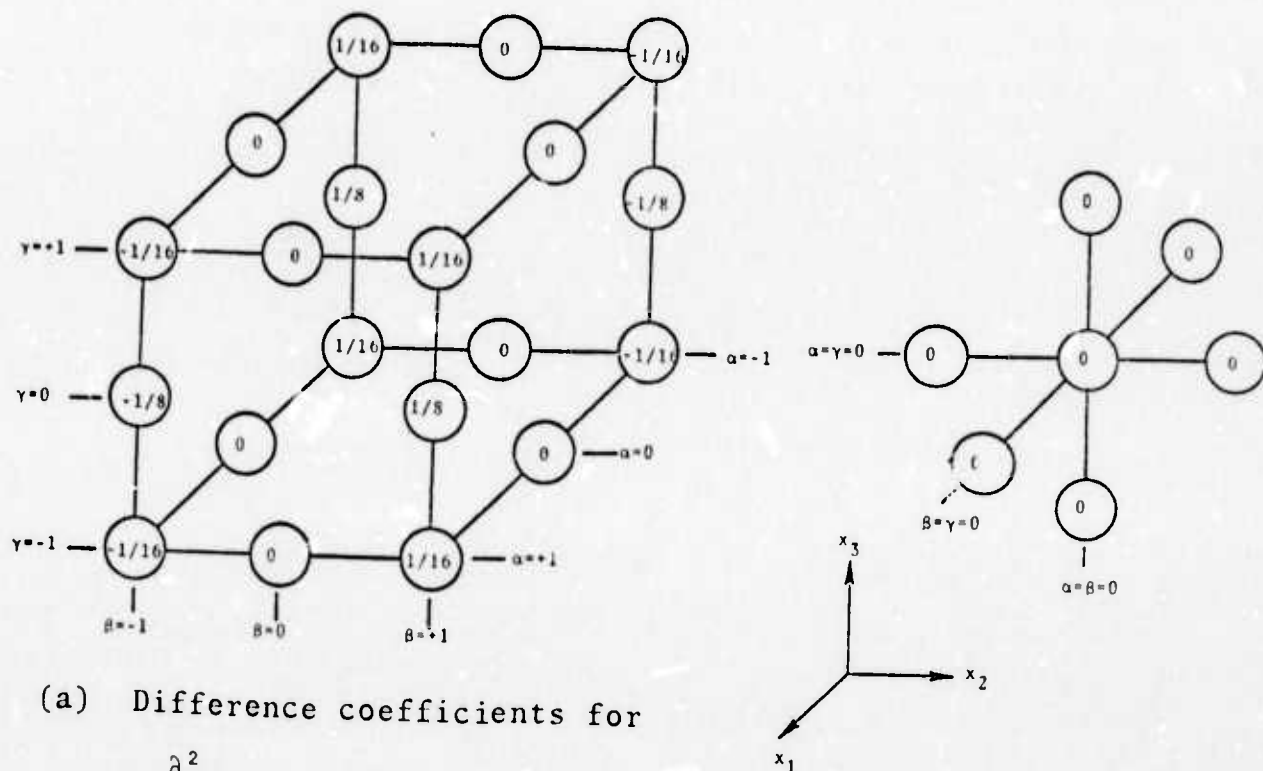 1/16 0 -1/16
0 0
1/8 -1/8 0
γ=+1 -1/16 0 1/16 0
1/16 0 -1/16 α=-1 α=γ=0 0 0 0
γ=0 -1/8 1/8
0 0 α=0
β=γ=0 0
γ=-1 -1/16 0 1/16 α=+1
α=β=0
β=-1 β=0 β=+1
x3
x2
x1
(a) Difference coefficients for
∂²